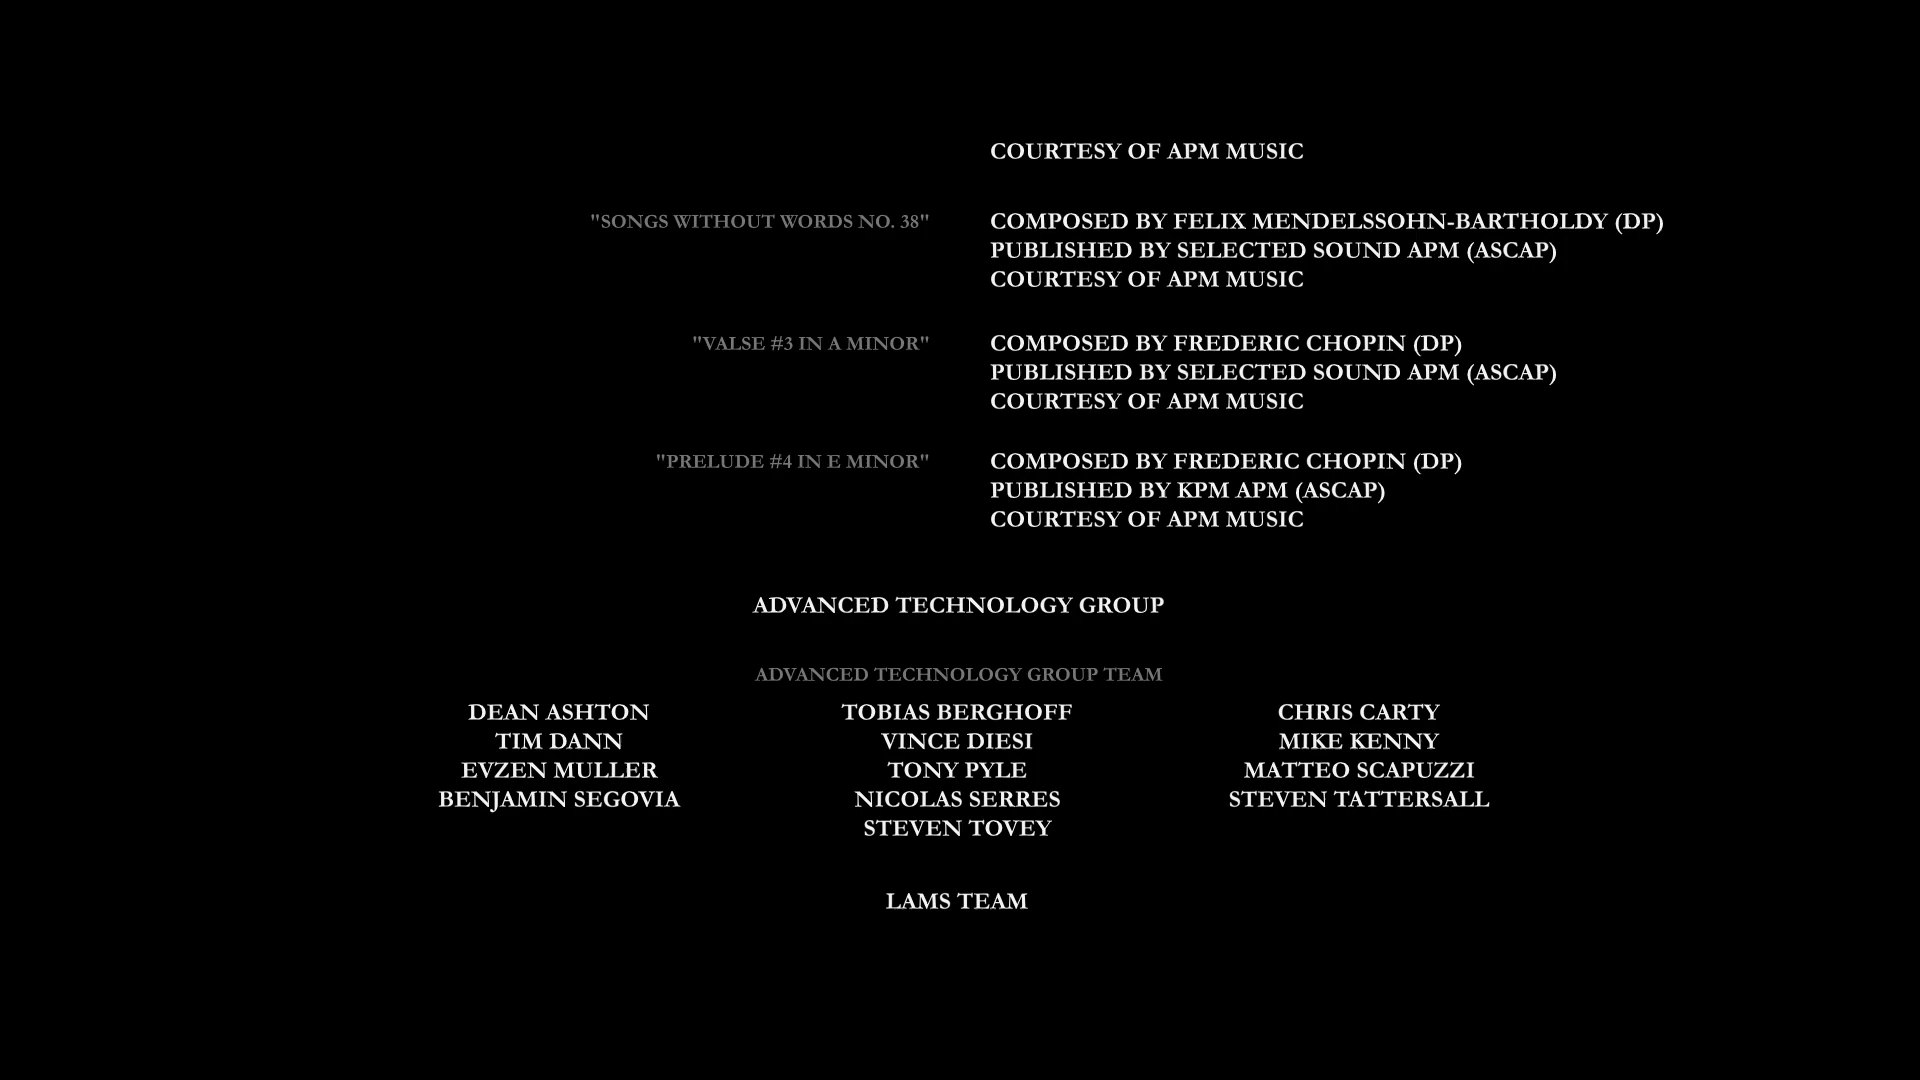 COURTESY OF APM MUSIC
"SONGS WITHOUT WORDS NO. 38" COMPOSED BY FELIX MENDELSSOHN-BARTHOLDY (DP)
PUBLISHED BY SELECTED SOUND APM (ASCAP)
COURTESY OF APM MUSIC
"VALSE #3 IN A MINOR" COMPOSED BY FREDERIC CHOPIN (DP)
PUBLISHED BY SELECTED SOUND APM (ASCAP)
COURTESY OF APM MUSIC
"PRELUDE #4 IN E MINOR" COMPOSED BY FREDERIC CHOPIN (DP)
PUBLISHED BY KPM APM (ASCAP)
COURTESY OF APM MUSIC
ADVANCED TECHNOLOGY GROUP
ADVANCED TECHNOLOGY GROUP TEAM
DEAN ASHTON TOBIAS BERGHOFF CHRIS CARTY
TIM DANN VINCE DIESI MIKE KENNY
EVZEN MULLER TONY PYLE MATTEO SCAPUZZI
BENJAMIN SEGOVIA NICOLAS SERRES STEVEN TATTERSALL
STEVEN TOVEY
LAMS TEAM